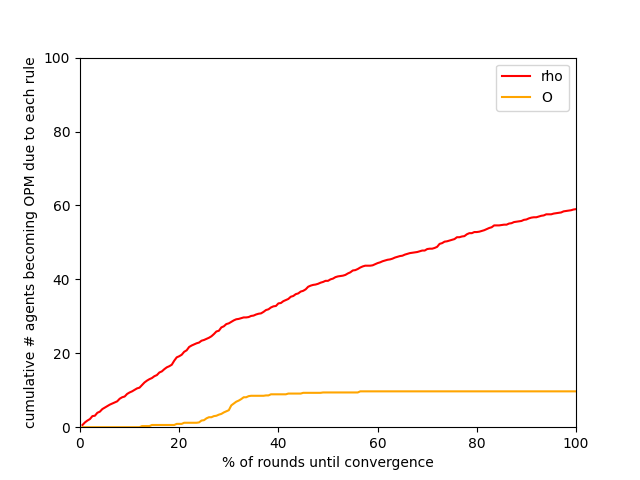 cumulative # agents becoming OPM due to each rule
100
80
60
40
20
0
rho
O
0 20 40 60 80 100
% of rounds until convergence